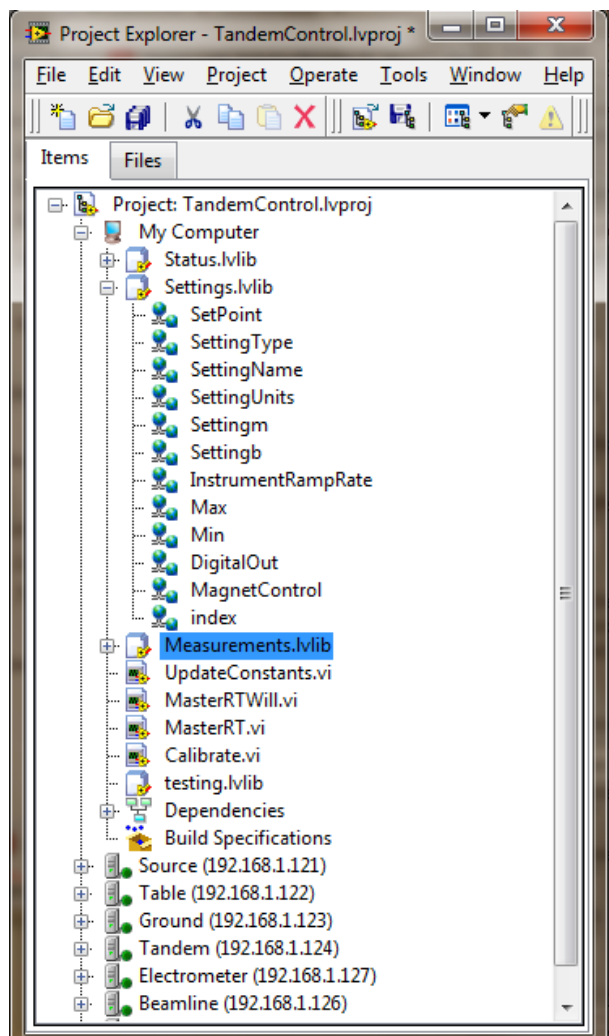 Project Explorer - TandemControl.lvproj *
File Edit View Project Operate Tools Window Help
Items Files
Project: TandemControl.lvproj
My Computer
Status.lvlib
Settings.lvlib
SetPoint
SettingType
SettingName
SettingUnits
Settingm
Settingb
InstrumentRampRate
Max
Min
DigitalOut
MagnetControl
index
Measurements.lvlib
UpdateConstants.vi
MasterRTWill.vi
MasterRT.vi
Calibrate.vi
testing.lvlib
Dependencies
Build Specifications
Source (192.168.1.121)
Table (192.168.1.122)
Ground (192.168.1.123)
Tandem (192.168.1.124)
Electrometer (192.168.1.127)
Beamline (192.168.1.126)